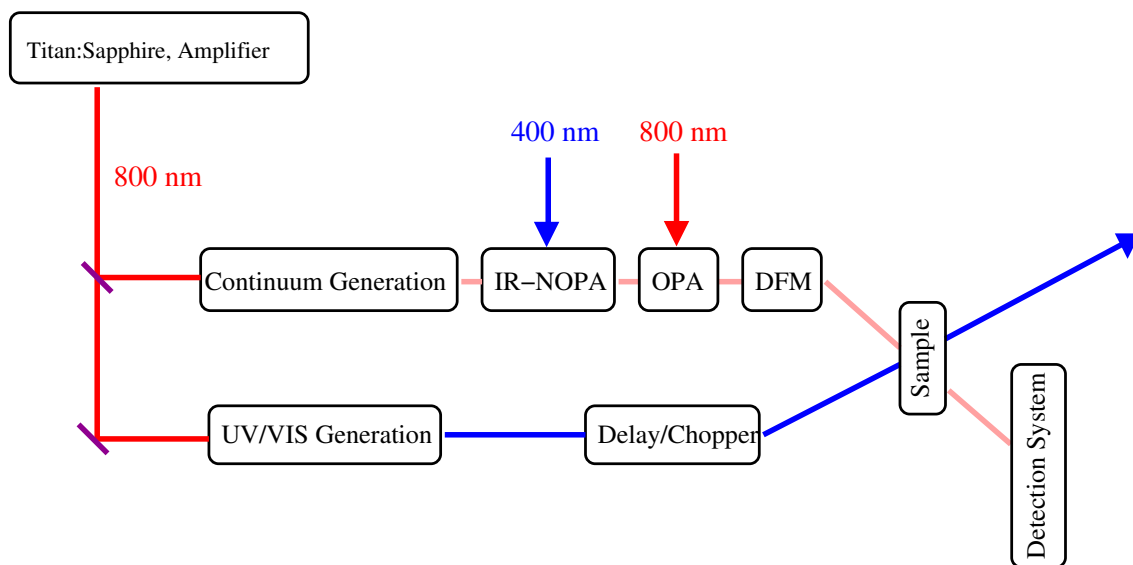 Titan:Sapphire, Amplifier
400 nm
800 nm
800 nm
Continuum Generation
IR−NOPA
OPA
DFM
Sample
UV/VIS Generation
Delay/Chopper
Detection System